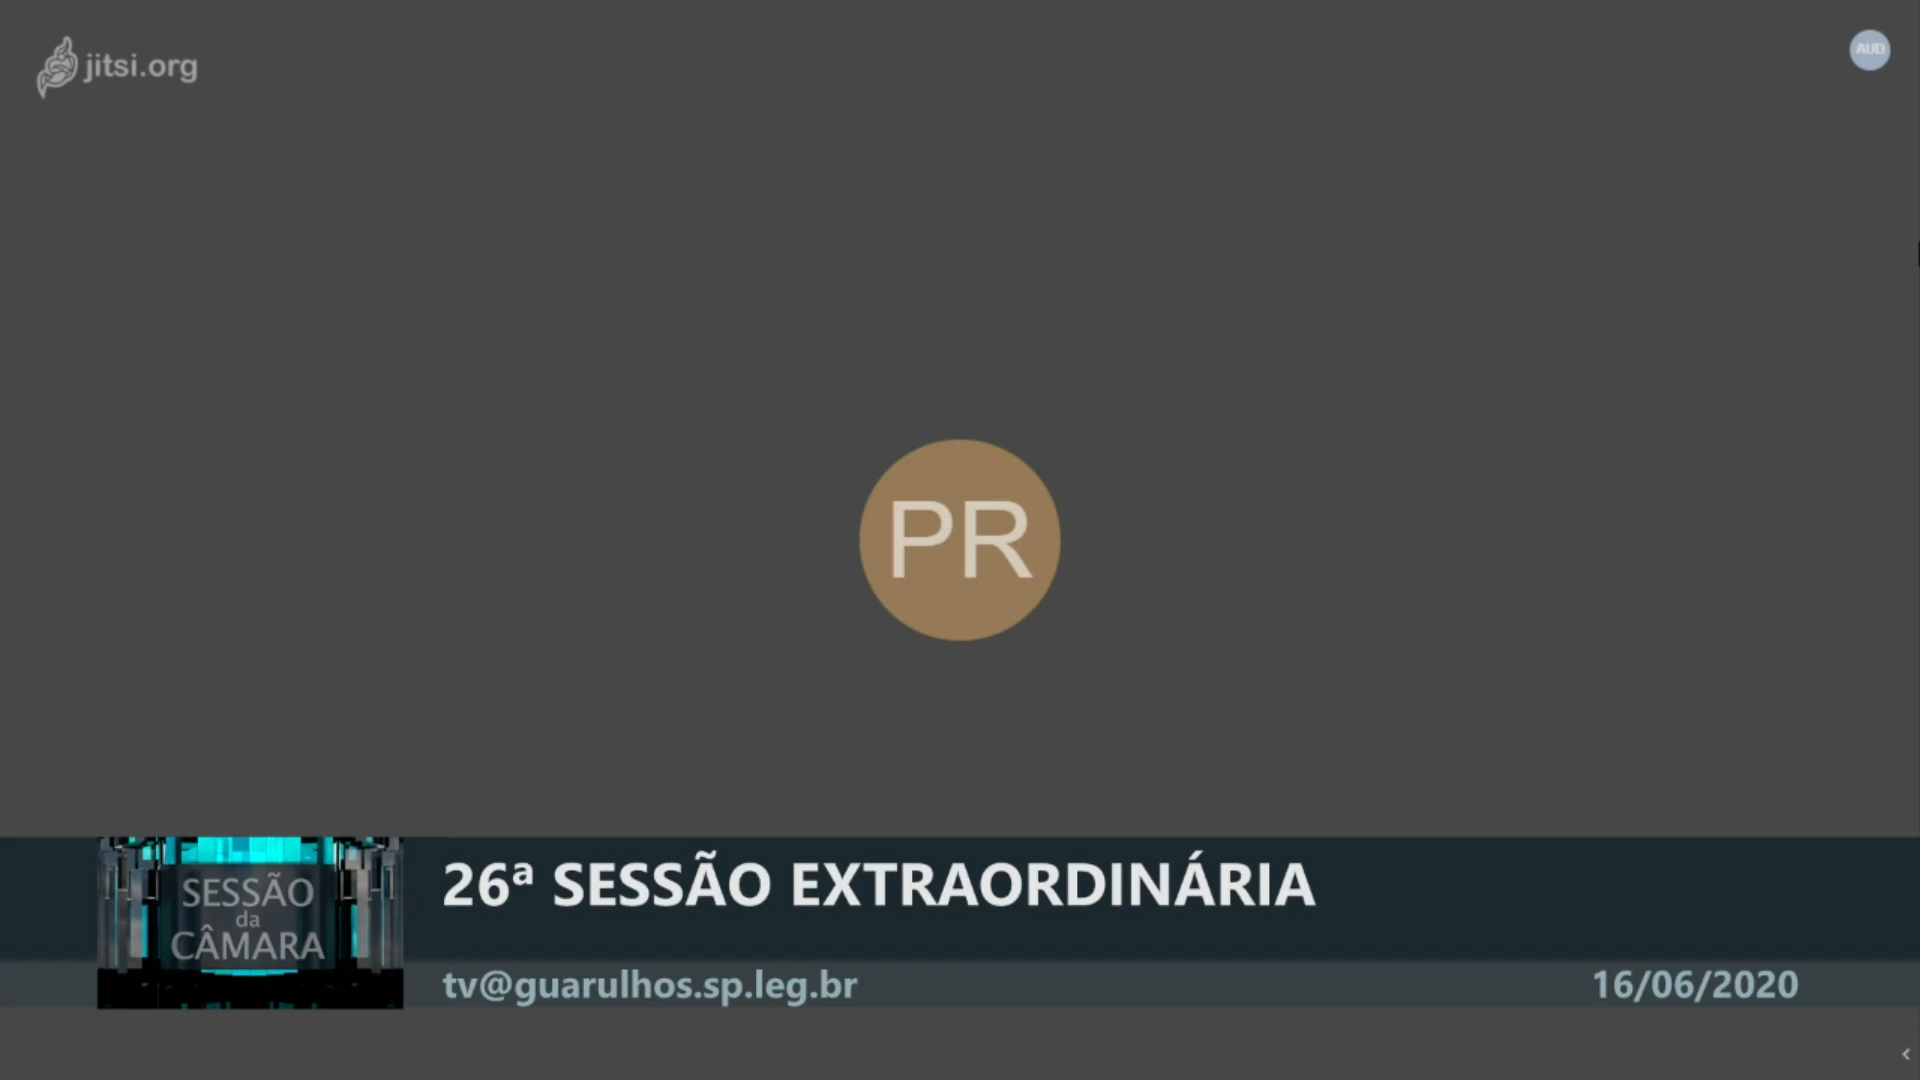 jitsi.org
AUD
PR
SESSÃO
da
CÂMARA
26ª SESSÃO EXTRAORDINÁRIA
tv@guarulhos.sp.leg.br
16/06/2020